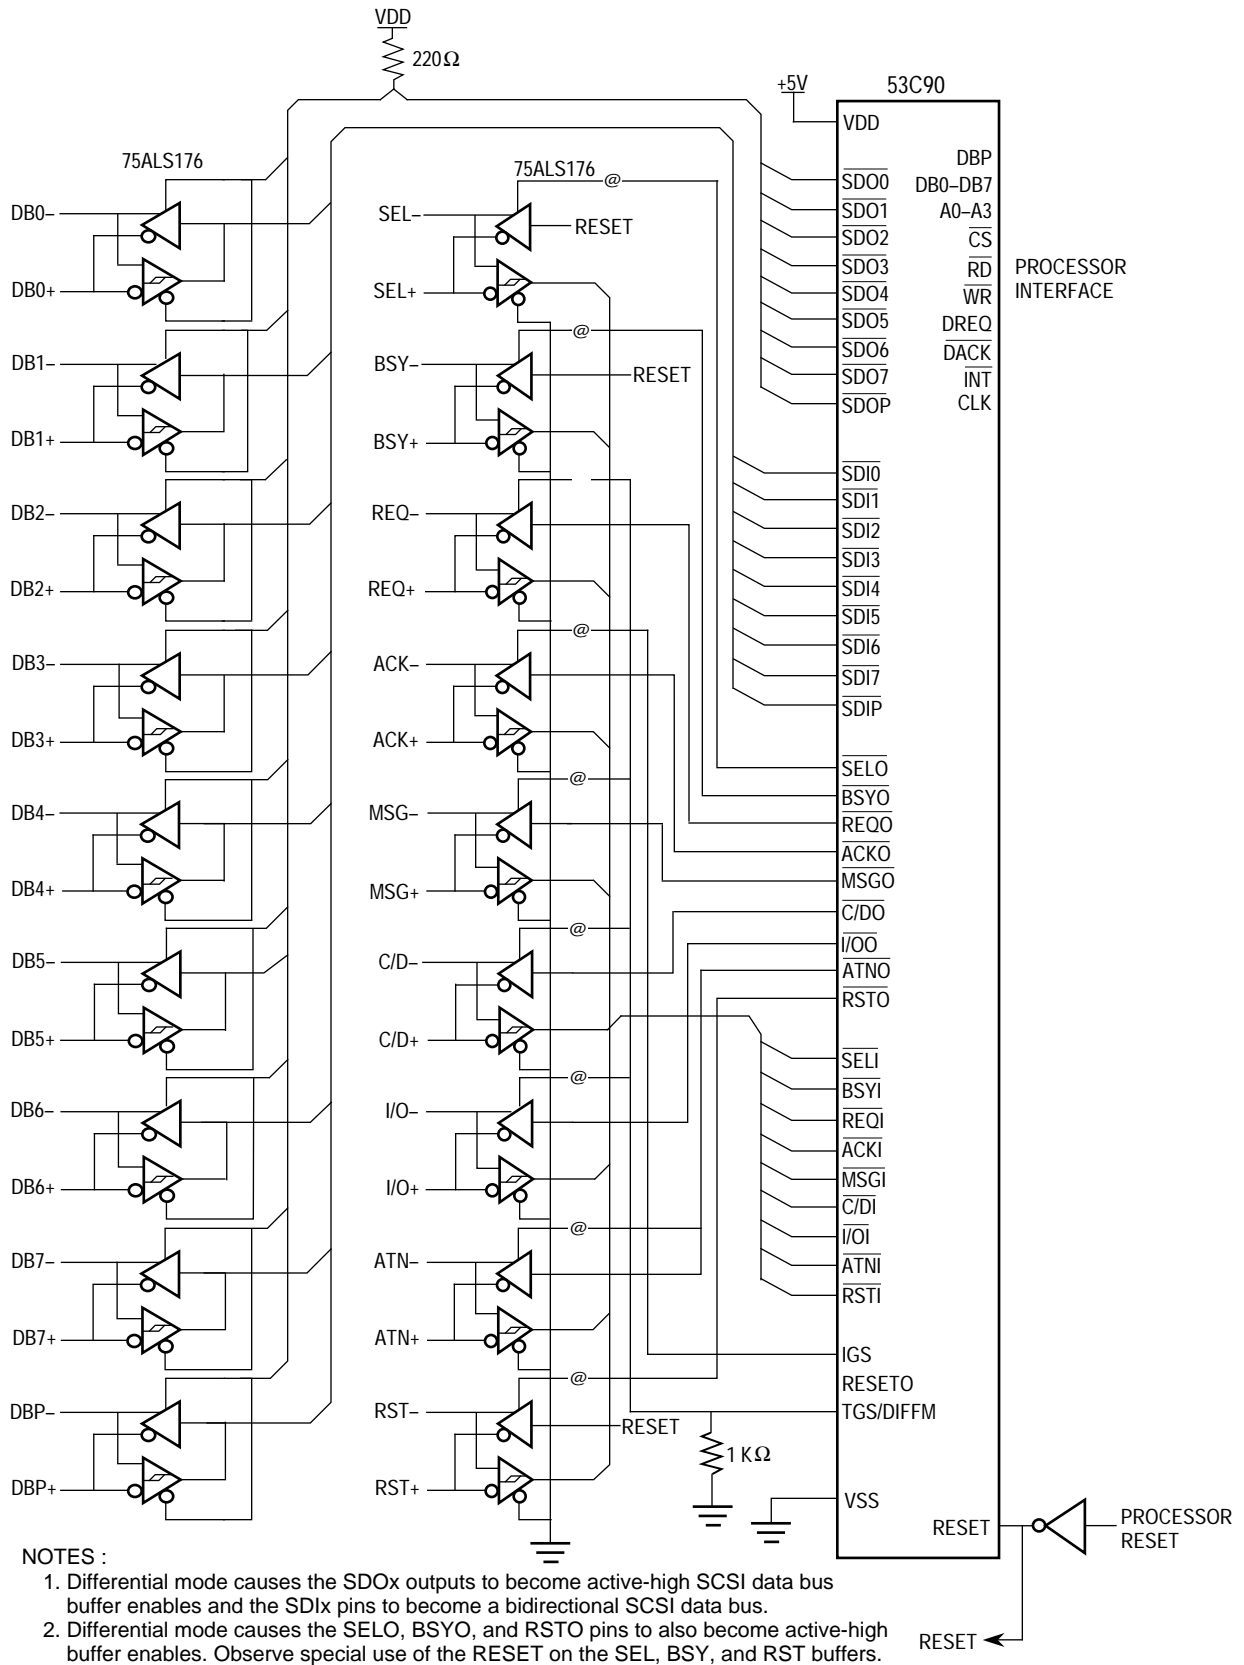 VDD
220Ω
+5V
53C90
VDD
75ALS176
75ALS176
@
DBP
SDO0
DB0–DB7
SDO1
A0–A3
SDO2
CS
SDO3
RD
PROCESSOR
INTERFACE
SDO4
WR
SDO5
DREQ
SDO6
DACK
SDO7
INT
SDOP
CLK
SDI0
SDI1
SDI2
SDI3
SDI4
SDI5
SDI6
SDI7
SDIP
SELO
BSYO
REQO
ACKO
MSGO
C/DO
I/OO
ATNO
RSTO
SELI
BSYI
REQI
ACKI
MSGI
C/DI
I/OI
ATNI
RSTI
IGS
RESETO
TGS/DIFFM
VSS
RESET
PROCESSOR
RESET
RESET
DB0–
DB0+
DB1–
DB1+
DB2–
DB2+
DB3–
DB3+
DB4–
DB4+
DB5–
DB5+
DB6–
DB6+
DB7–
DB7+
DBP–
DBP+
SEL–
RESET
SEL+
@
BSY–
RESET
BSY+
REQ–
REQ+
@
ACK–
ACK+
@
MSG–
MSG+
@
C/D–
C/D+
@
I/O–
I/O+
@
ATN–
ATN+
@
RST–
RESET
RST+
1 KΩ
NOTES :
1. Differential mode causes the SDOx outputs to become active-high SCSI data bus
buffer enables and the SDIx pins to become a bidirectional SCSI data bus.
2. Differential mode causes the SELO, BSYO, and RSTO pins to also become active-high
buffer enables. Observe special use of the RESET on the SEL, BSY, and RST buffers.